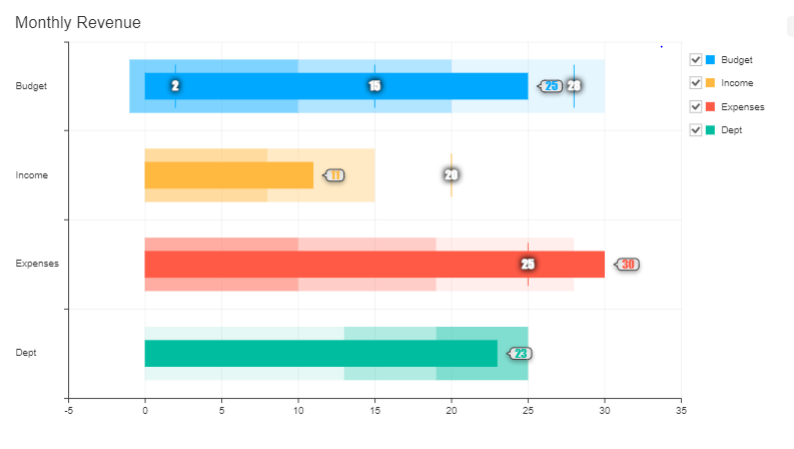 Monthly Revenue
Budget
2
15
25
28
Income
11
20
Expenses
25
30
Dept
23
-5
0
5
10
15
20
25
30
35
Budget
Income
Expenses
Dept